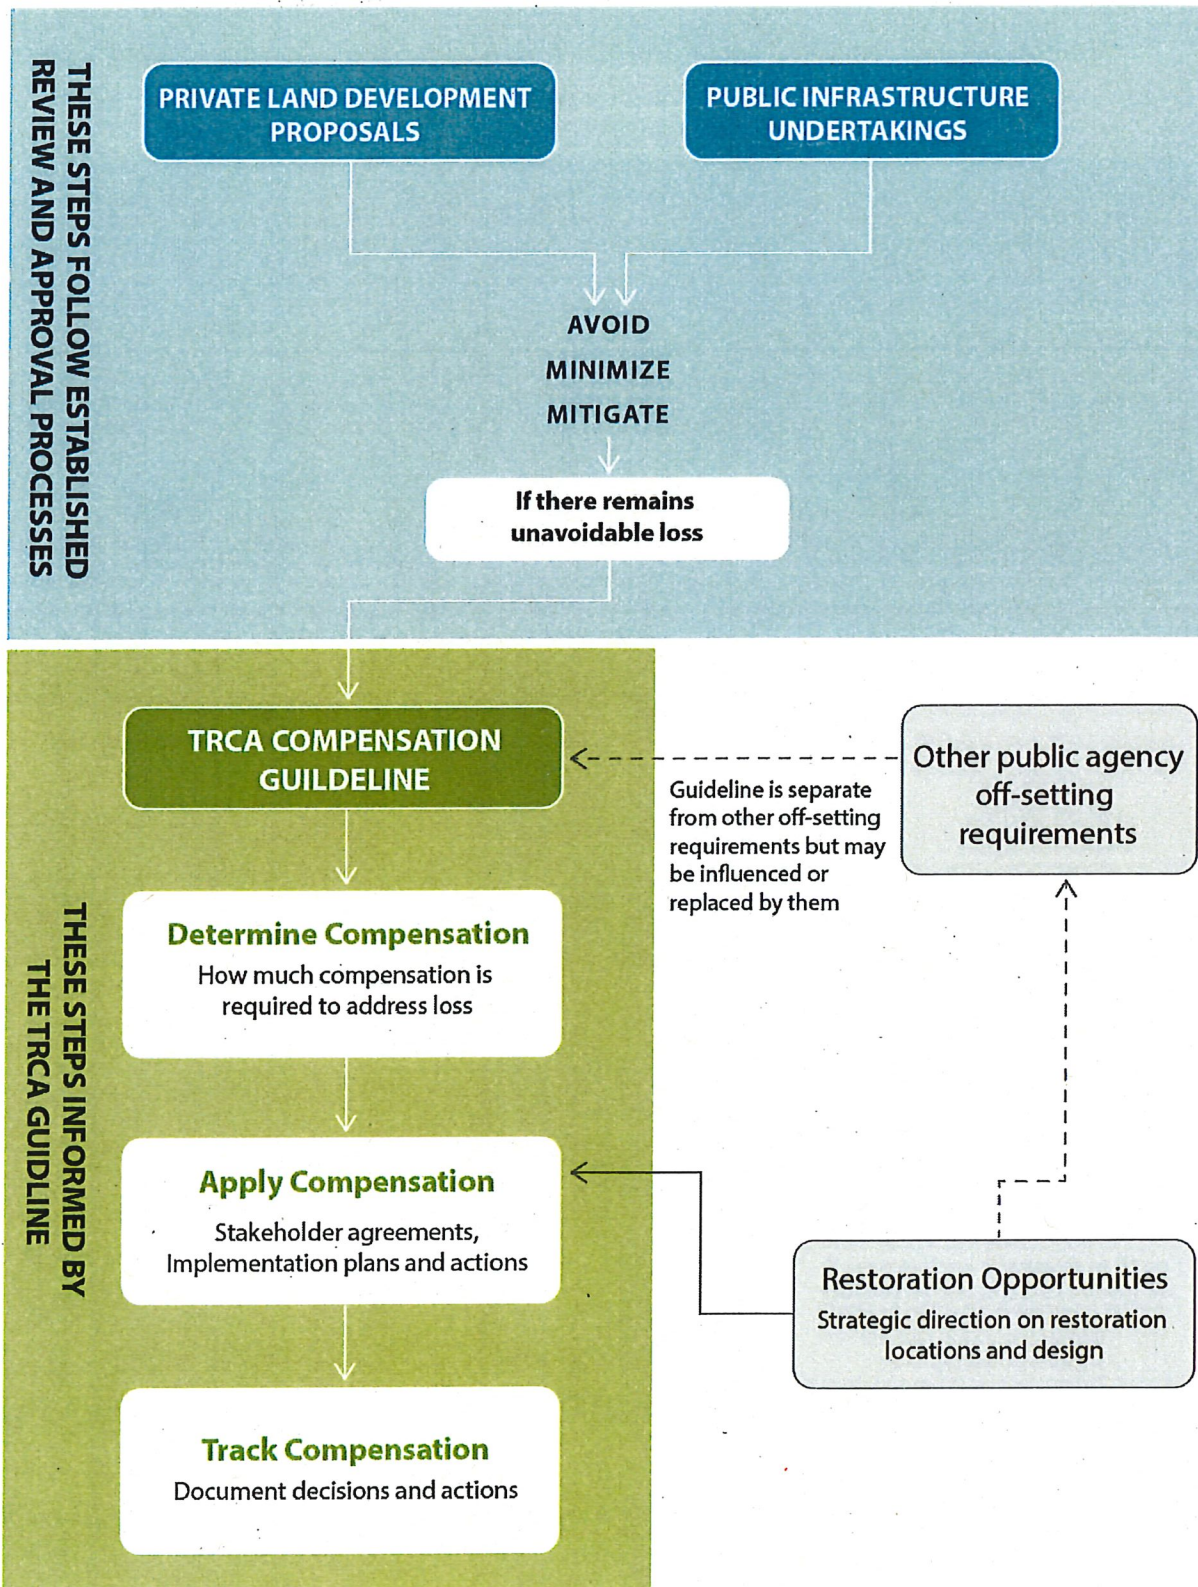 THESE STEPS FOLLOW ESTABLISHED
REVIEW AND APPROVAL PROCESSES
PRIVATE LAND DEVELOPMENT
PROPOSALS
PUBLIC INFRASTRUCTURE
UNDERTAKINGS
AVOID
MINIMIZE
MITIGATE
If there remains
unavoidable loss
THESE STEPS INFORMED BY
THE TRCA GUIDLINE
TRCA COMPENSATION
GUILDELINE
Guideline is separate
from other off-setting
requirements but may
be influenced or
replaced by them
Other public agency
off-setting
requirements
Determine Compensation
How much compensation is
required to address loss
Apply Compensation
Stakeholder agreements,
Implementation plans and actions
Restoration Opportunities
Strategic direction on restoration
locations and design
Track Compensation
Document decisions and actions